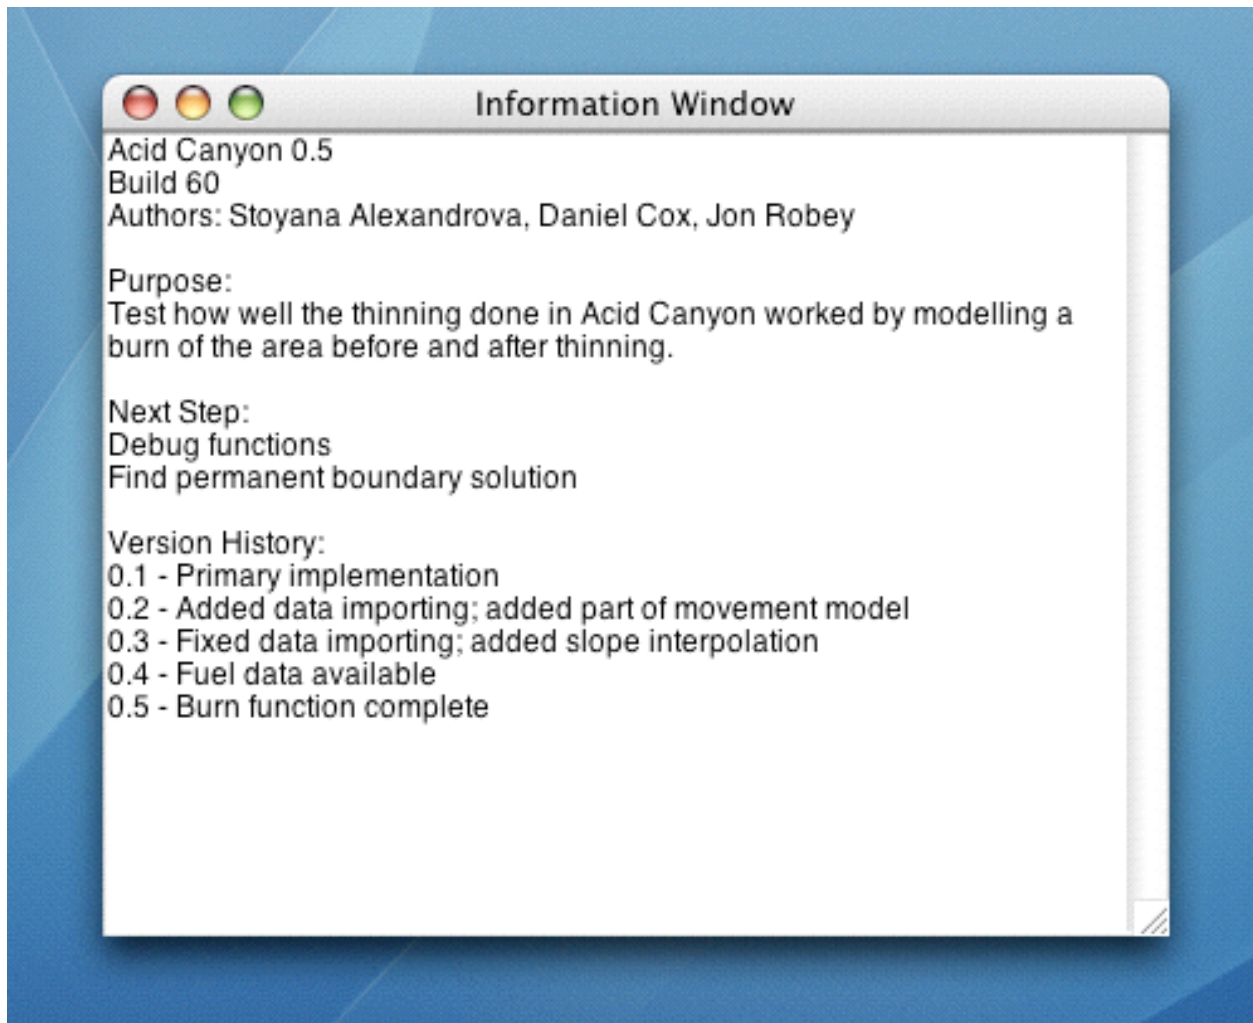 Information Window
Acid Canyon 0.5
Build 60
Authors: Stoyana Alexandrova, Daniel Cox, Jon Robey
Purpose:
Test how well the thinning done in Acid Canyon worked by modelling a
burn of the area before and after thinning.
Next Step:
Debug functions
Find permanent boundary solution
Version History:
0.1 - Primary implementation
0.2 - Added data importing; added part of movement model
0.3 - Fixed data importing; added slope interpolation
0.4 - Fuel data available
0.5 - Burn function complete